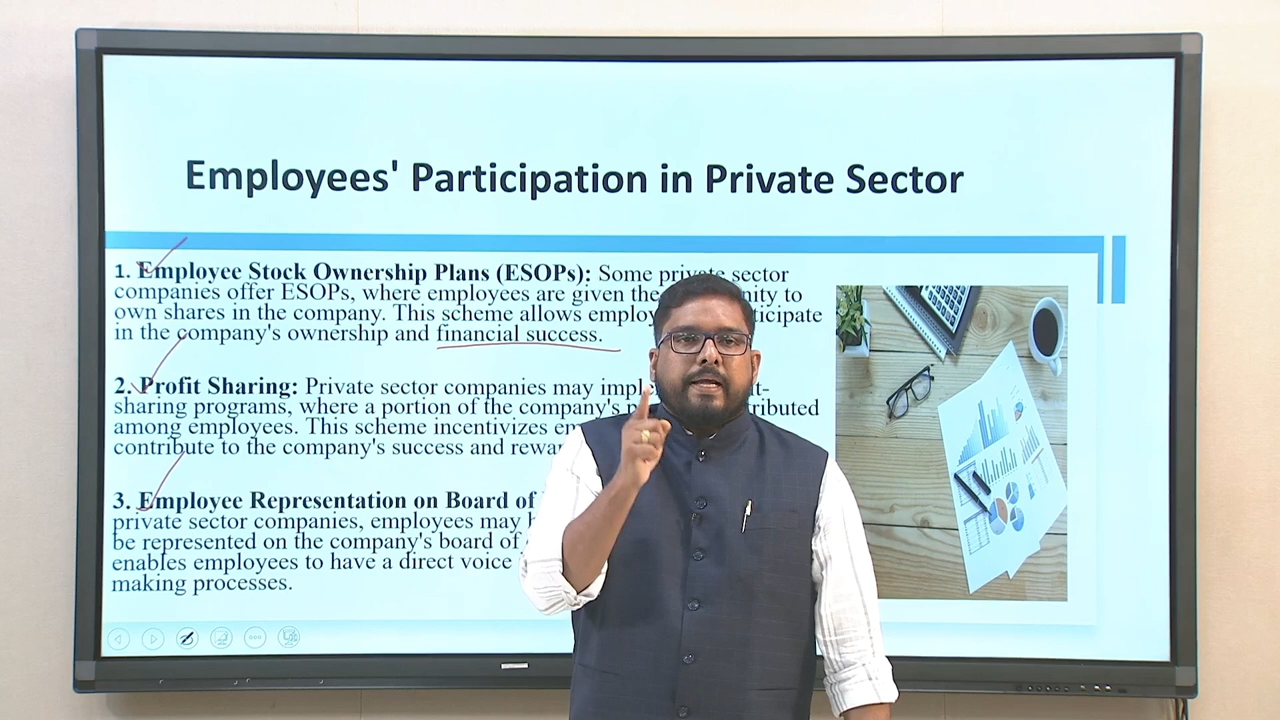 Employees' Participation in Private Sector
1. Employee Stock Ownership Plans (ESOPs): Some private sector
companies offer ESOPs, where employees are given the
own shares in the company. This scheme allows
in the company's ownership and financial success.
2. Profit Sharing: Private sector companies may
sharing programs, where a portion of the company's
among employees. This scheme incentivizes
contribute to the company's success and
3. Employee Representation on Board of
private sector companies, employees may
be represented on the company's board of
enables employees to have a direct voice
making processes.